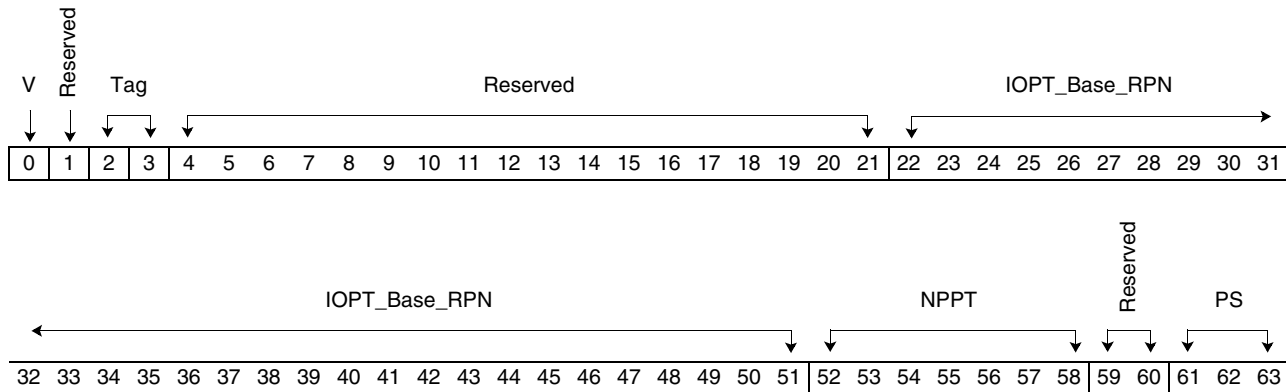 V Reserved Tag Reserved IOPT_Base_RPN
0 1 2 3 4 5 6 7 8 9 10 11 12 13 14 15 16 17 18 19 20 21 22 23 24 25 26 27 28 29 30 31
IOPT_Base_RPN NPPT Reserved PS
32 33 34 35 36 37 38 39 40 41 42 43 44 45 46 47 48 49 50 51 52 53 54 55 56 57 58 59 60 61 62 63